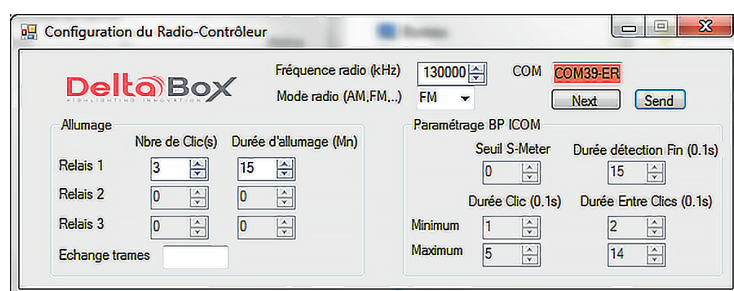 Configuration du Radio-Contrôleur
DeltaBox
HIGHLIGHTING INNOVATION
Fréquence radio (kHz) 130000 COM COM39-ER
Mode radio (AM,FM,..) FM Next Send
Allumage
Nbre de Clic(s) Durée d'allumage (Mn)
Relais 1 3 15
Relais 2 0 0
Relais 3 0 0
Echange trames
Paramétrage BP ICOM
Seuil S-Meter Durée détection Fin (0.1s)
0 15
Durée Clic (0.1s) Durée Entre Clics (0.1s)
Minimum 1 2
Maximum 5 14